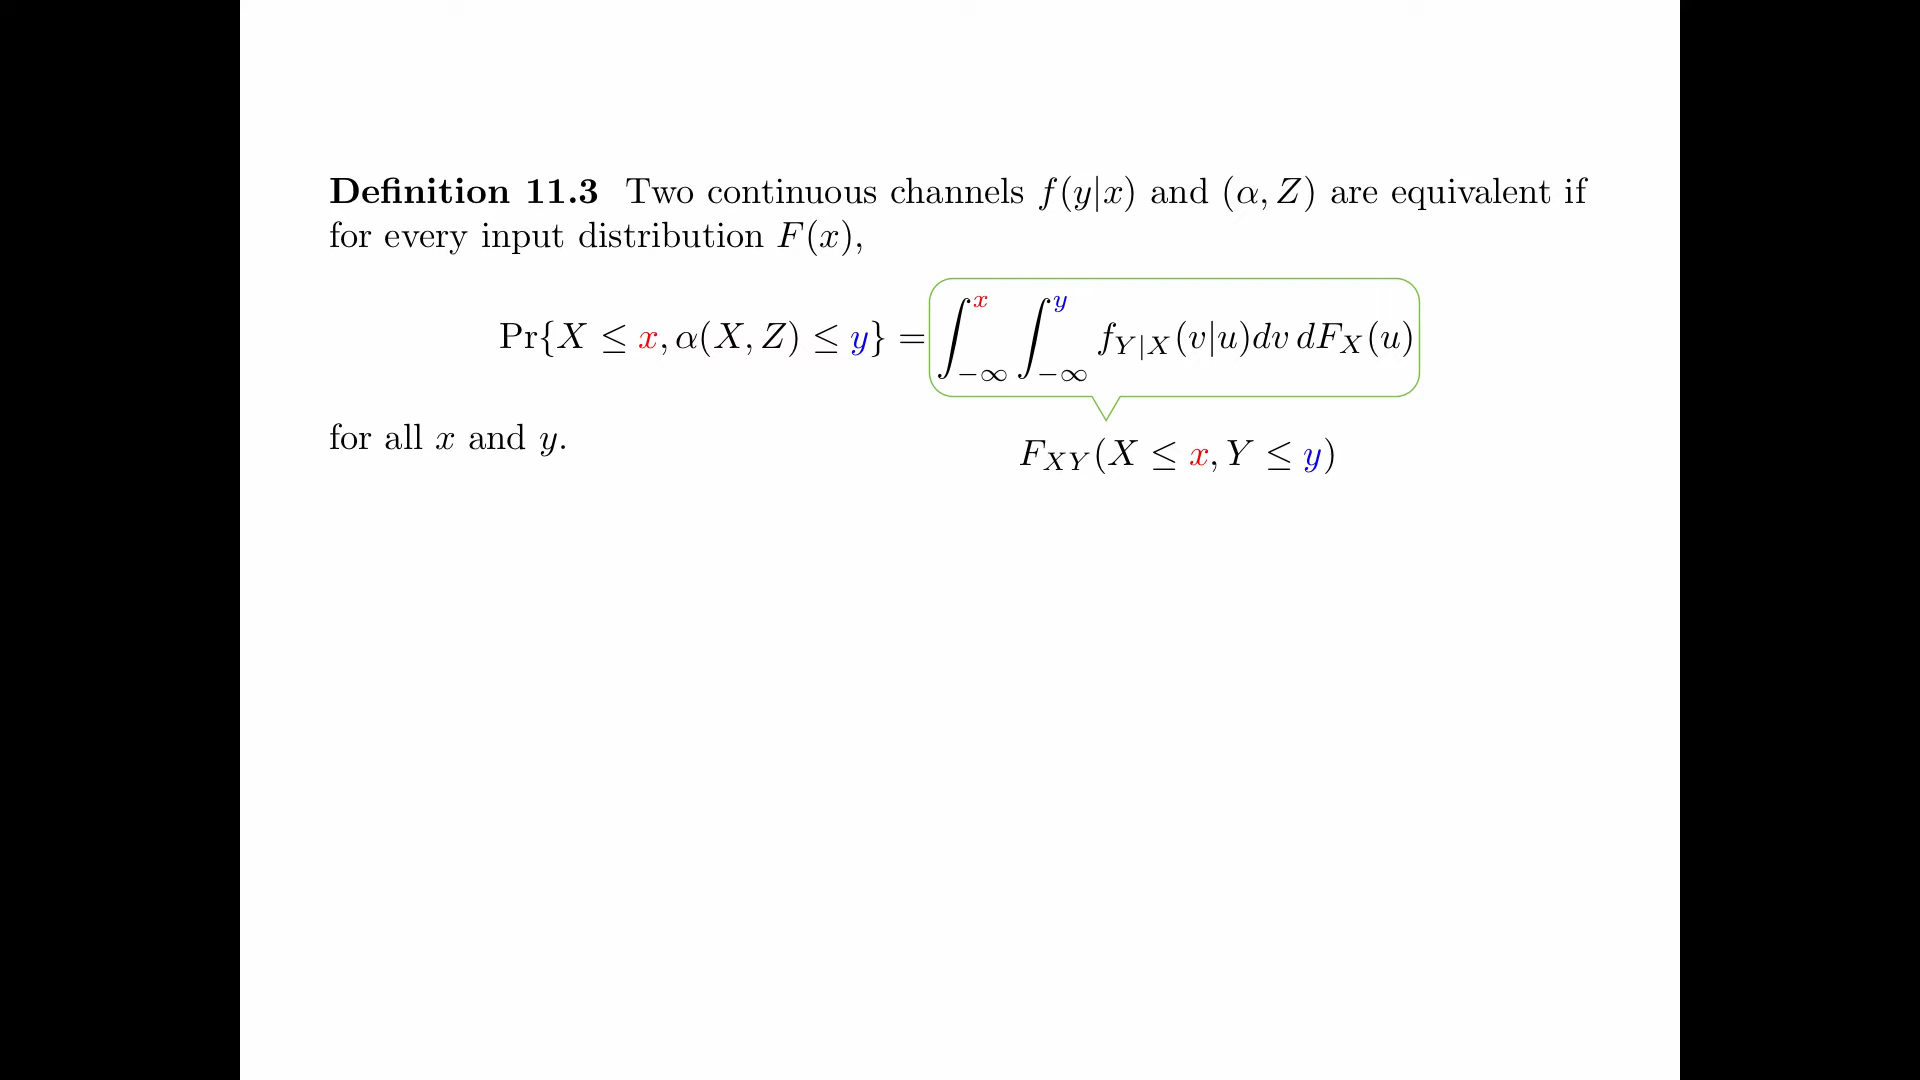 Definition 11.3 Two continuous channels f(y|x) and (α, Z) are equivalent if
for every input distribution F(x),
Pr{X ≤ x, α(X, Z) ≤ y} = ∫_{−∞}^{x} ∫_{−∞}^{y} f_{Y|X}(v|u)dv dF_X(u)
for all x and y.
F_{XY}(X ≤ x, Y ≤ y)